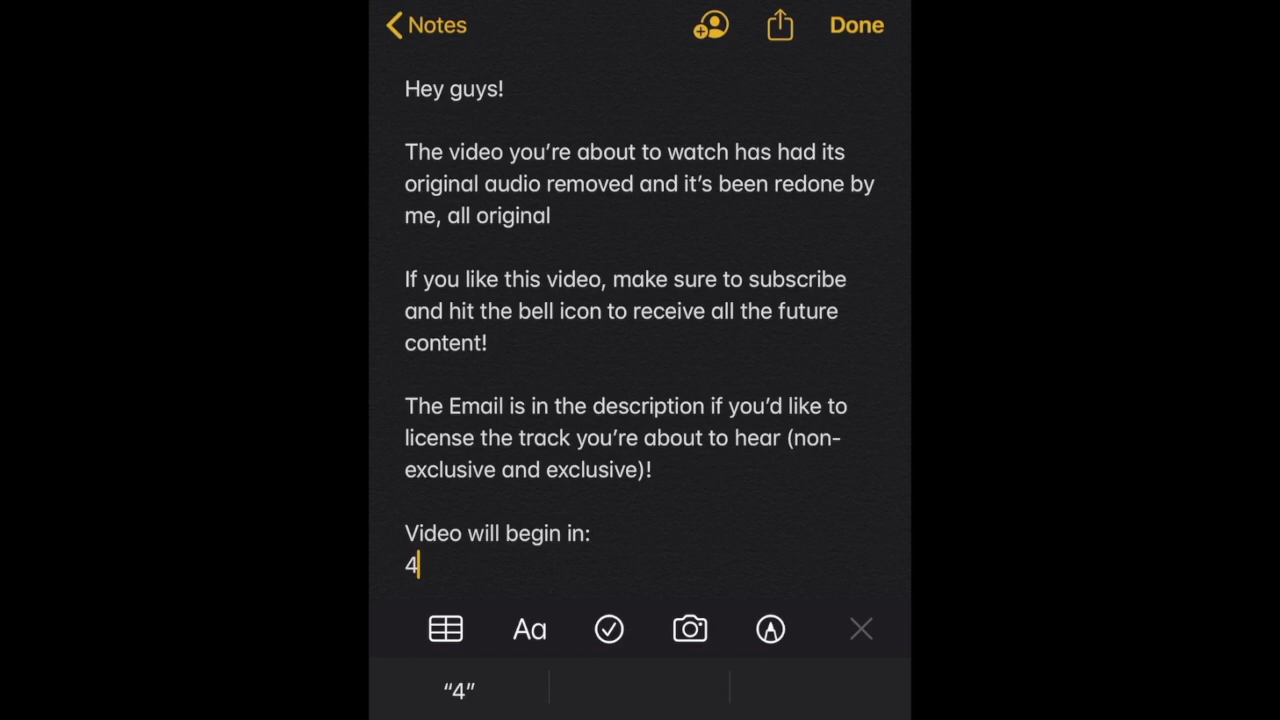 Notes
Done
Hey guys!
The video you’re about to watch has had its
original audio removed and it’s been redone by
me, all original
If you like this video, make sure to subscribe
and hit the bell icon to receive all the future
content!
The Email is in the description if you’d like to
license the track you’re about to hear (non-
exclusive and exclusive)!
Video will begin in:
4
Aa
“4”